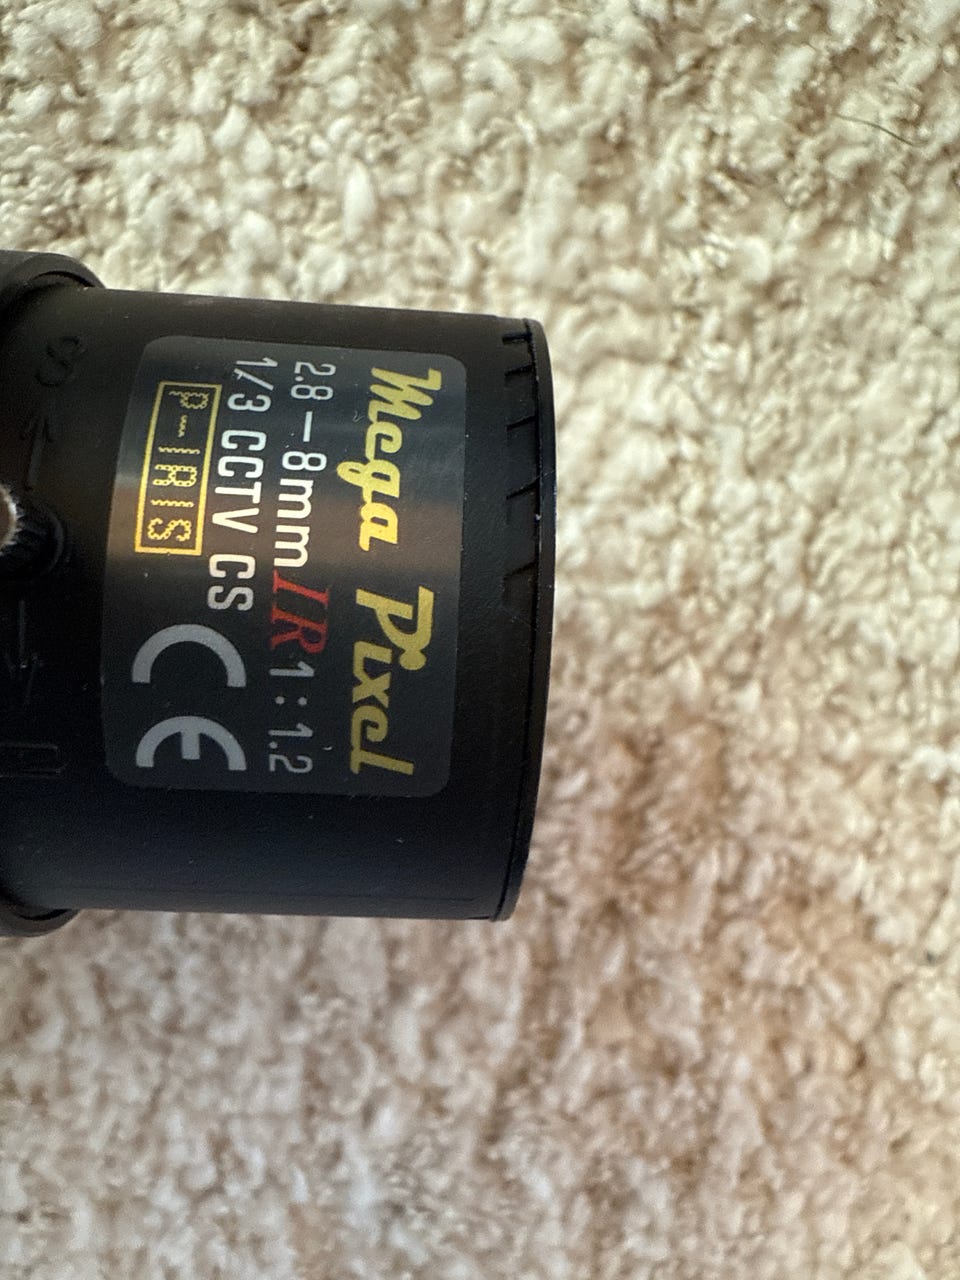 Mega Pixel
2.8-8mm IR 1:1.2
1/3 CCTV CS
P-IRIS
CE